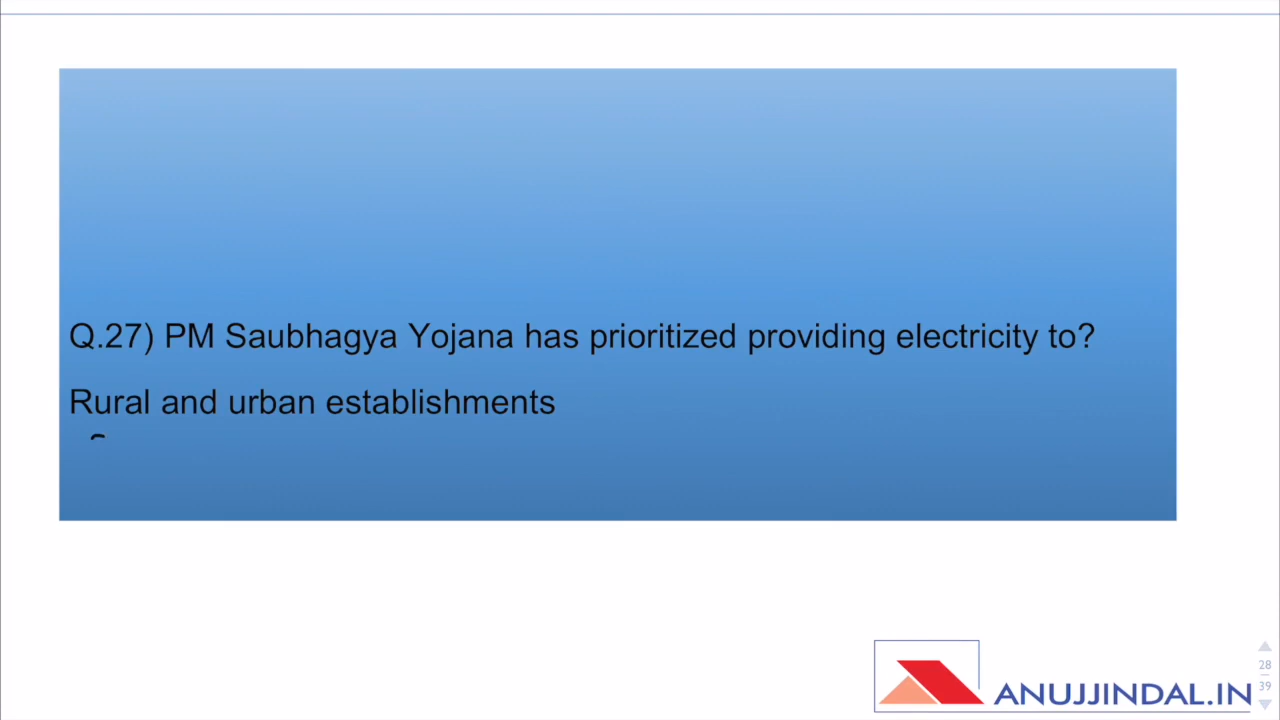 Q.27) PM Saubhagya Yojana has prioritized providing electricity to?
Rural and urban establishments
ANUJJINDAL.IN
28
39